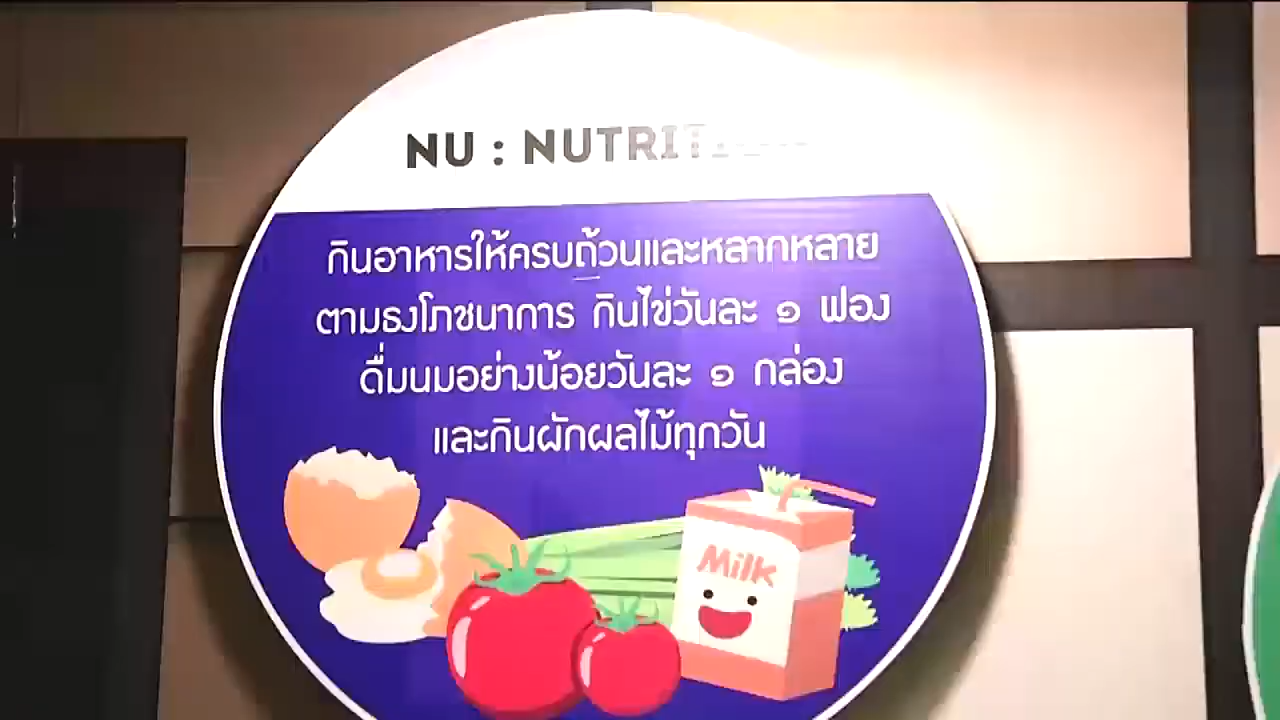 NU : NUTRITION
กินอาหารให้ครบถ้วนและหลากหลาย
ตามธงโภชนาการ กินไข่วันละ ๑ ฟอง
ดื่มนมอย่างน้อยวันละ ๑ กล่อง
และกินผักผลไม้ทุกวัน
Milk